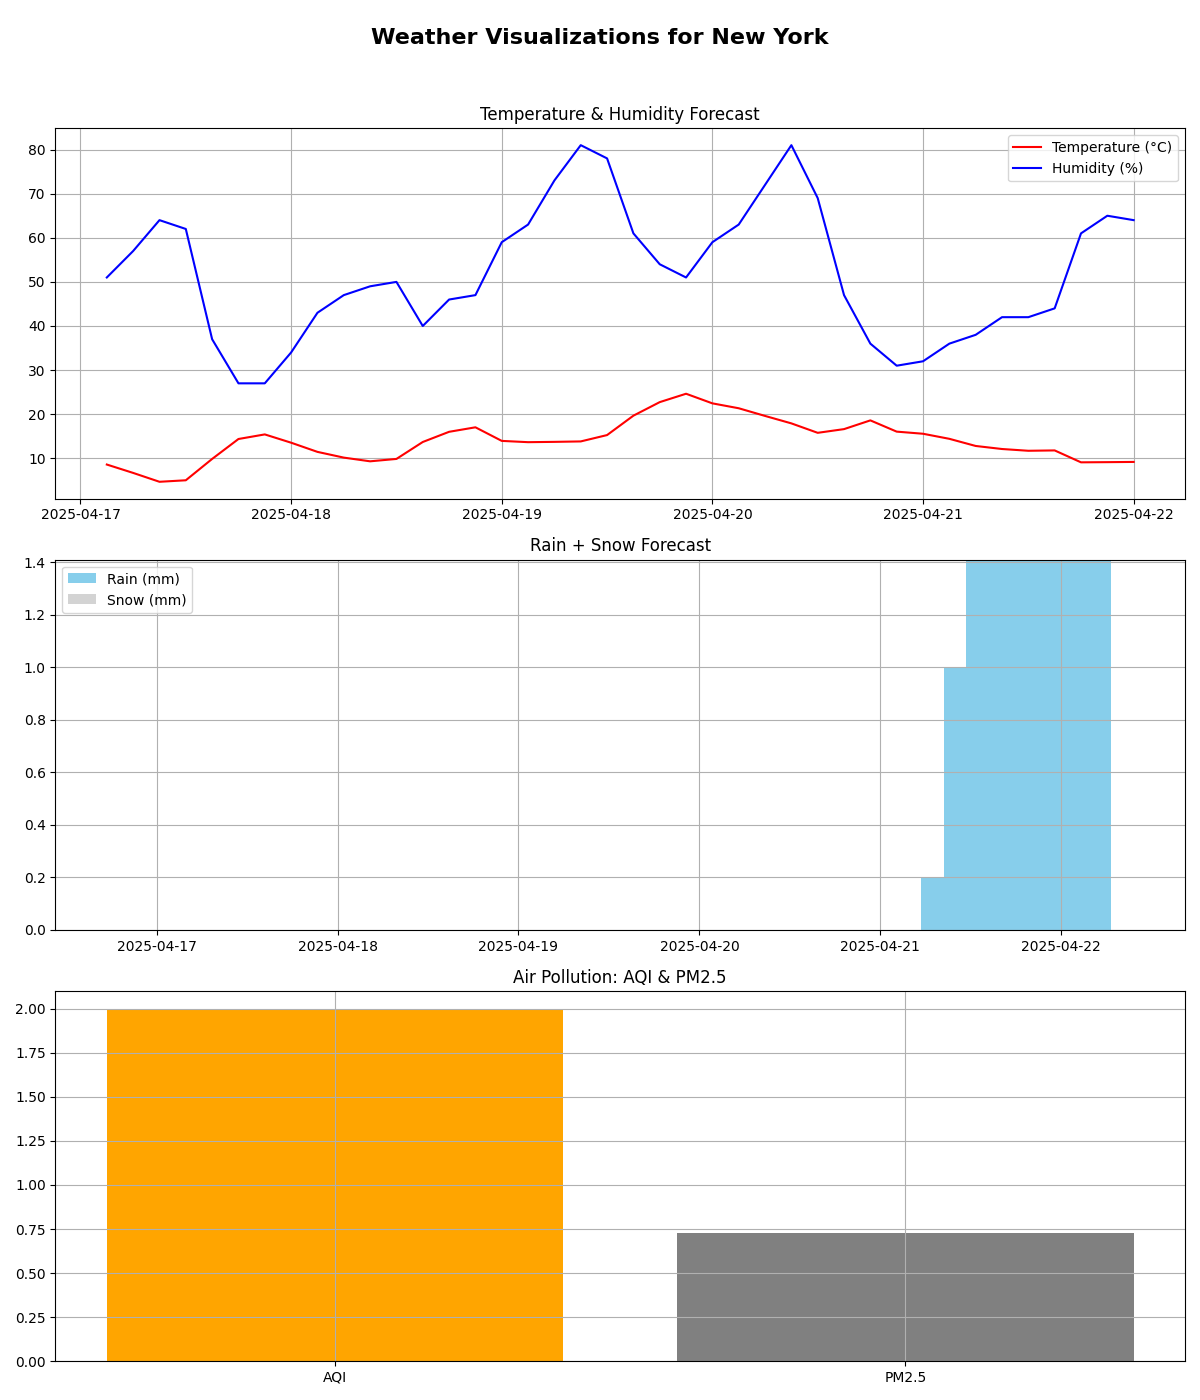 Weather Visualizations for New York
Temperature & Humidity Forecast
80
70
60
50
40
30
20
10
Temperature (°C)
Humidity (%)
2025-04-17 2025-04-18 2025-04-19 2025-04-20 2025-04-21 2025-04-22
Rain + Snow Forecast
1.4
1.2
1.0
0.8
0.6
0.4
0.2
0.0
Rain (mm)
Snow (mm)
2025-04-17 2025-04-18 2025-04-19 2025-04-20 2025-04-21 2025-04-22
Air Pollution: AQI & PM2.5
2.00
1.75
1.50
1.25
1.00
0.75
0.50
0.25
0.00
AQI PM2.5